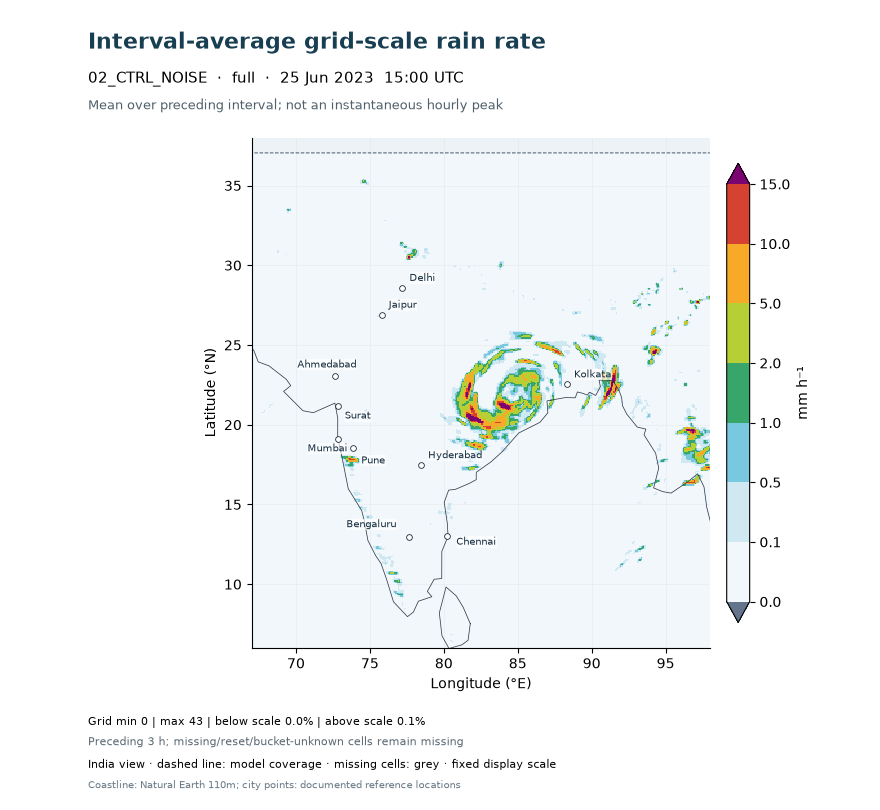 Interval-average grid-scale rain rate
02_CTRL_NOISE · full · 25 Jun 2023 15:00 UTC
Mean over preceding interval; not an instantaneous hourly peak
35
30
25
20
15
10
Latitude (°N)
70
75
80
85
90
95
Longitude (°E)
Delhi
Jaipur
Ahmedabad
Surat
Kolkata
Mumbai
Pune
Hyderabad
Bengaluru
Chennai
15.0
10.0
5.0
2.0
1.0
0.5
0.1
0.0
mm h⁻¹
Grid min 0 | max 43 | below scale 0.0% | above scale 0.1%
Preceding 3 h; missing/reset/bucket-unknown cells remain missing
India view · dashed line: model coverage · missing cells: grey · fixed display scale
Coastline: Natural Earth 110m; city points: documented reference locations